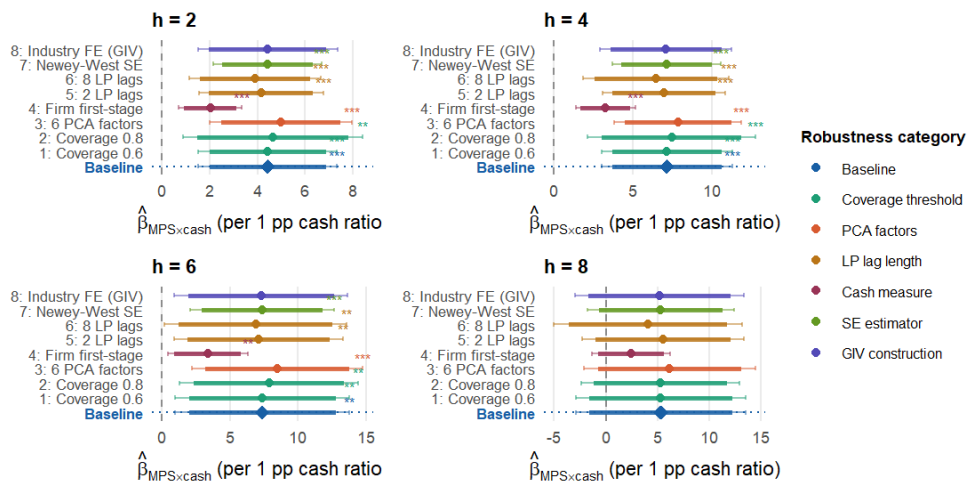 h = 2
8: Industry FE (GIV)
7: Newey-West SE
6: 8 LP lags
5: 2 LP lags
4: Firm first-stage
3: 6 PCA factors
2: Coverage 0.8
1: Coverage 0.6
Baseline
***
***
***
***
***
**
***
***
0 2 4 6 8
β̂MPS×cash (per 1 pp cash ratio
h = 4
8: Industry FE (GIV)
7: Newey-West SE
6: 8 LP lags
5: 2 LP lags
4: Firm first-stage
3: 6 PCA factors
2: Coverage 0.8
1: Coverage 0.6
Baseline
***
***
***
***
***
***
***
***
0 5 10
β̂MPS×cash (per 1 pp cash ratio)
h = 6
8: Industry FE (GIV)
7: Newey-West SE
6: 8 LP lags
5: 2 LP lags
4: Firm first-stage
3: 6 PCA factors
2: Coverage 0.8
1: Coverage 0.6
Baseline
***
**
**
**
***
**
**
**
0 5 10 15
β̂MPS×cash (per 1 pp cash ratio
h = 8
8: Industry FE (GIV)
7: Newey-West SE
6: 8 LP lags
5: 2 LP lags
4: Firm first-stage
3: 6 PCA factors
2: Coverage 0.8
1: Coverage 0.6
Baseline
-5 0 5 10 15
β̂MPS×cash (per 1 pp cash ratio)
Robustness category
Baseline
Coverage threshold
PCA factors
LP lag length
Cash measure
SE estimator
GIV construction